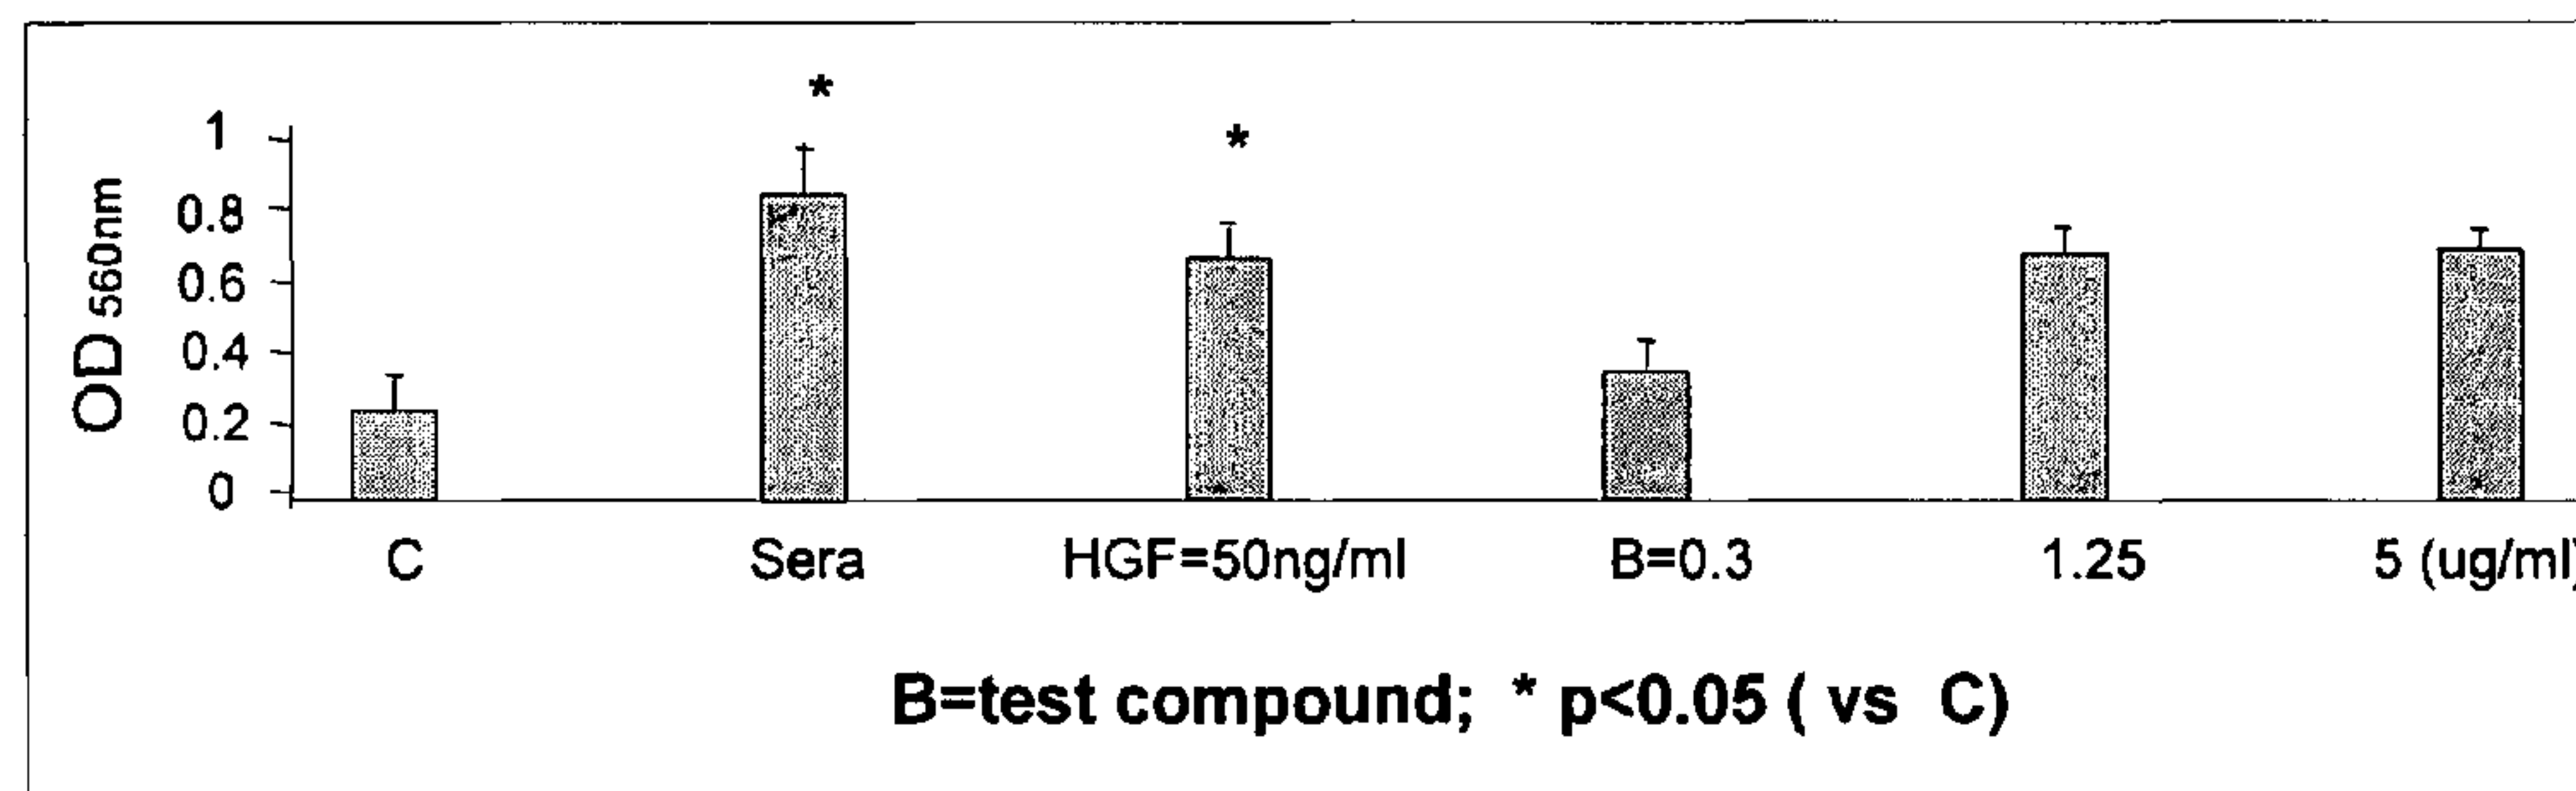 *
*
1
0.8
0.6
0.4
0.2
0
OD 560nm
C Sera HGF=50ng/ml B=0.3 1.25 5 (ug/ml)
B=test compound; * p<0.05 ( vs C)